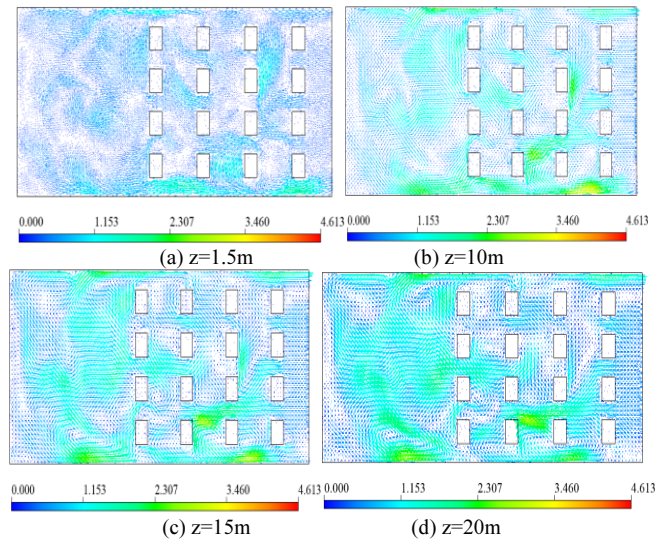 0.000 1.153 2.307 3.460 4.613
(a) z=1.5m
0.000 1.153 2.307 3.460 4.613
(b) z=10m
0.000 1.153 2.307 3.460 4.613
(c) z=15m
0.000 1.153 2.307 3.460 4.613
(d) z=20m